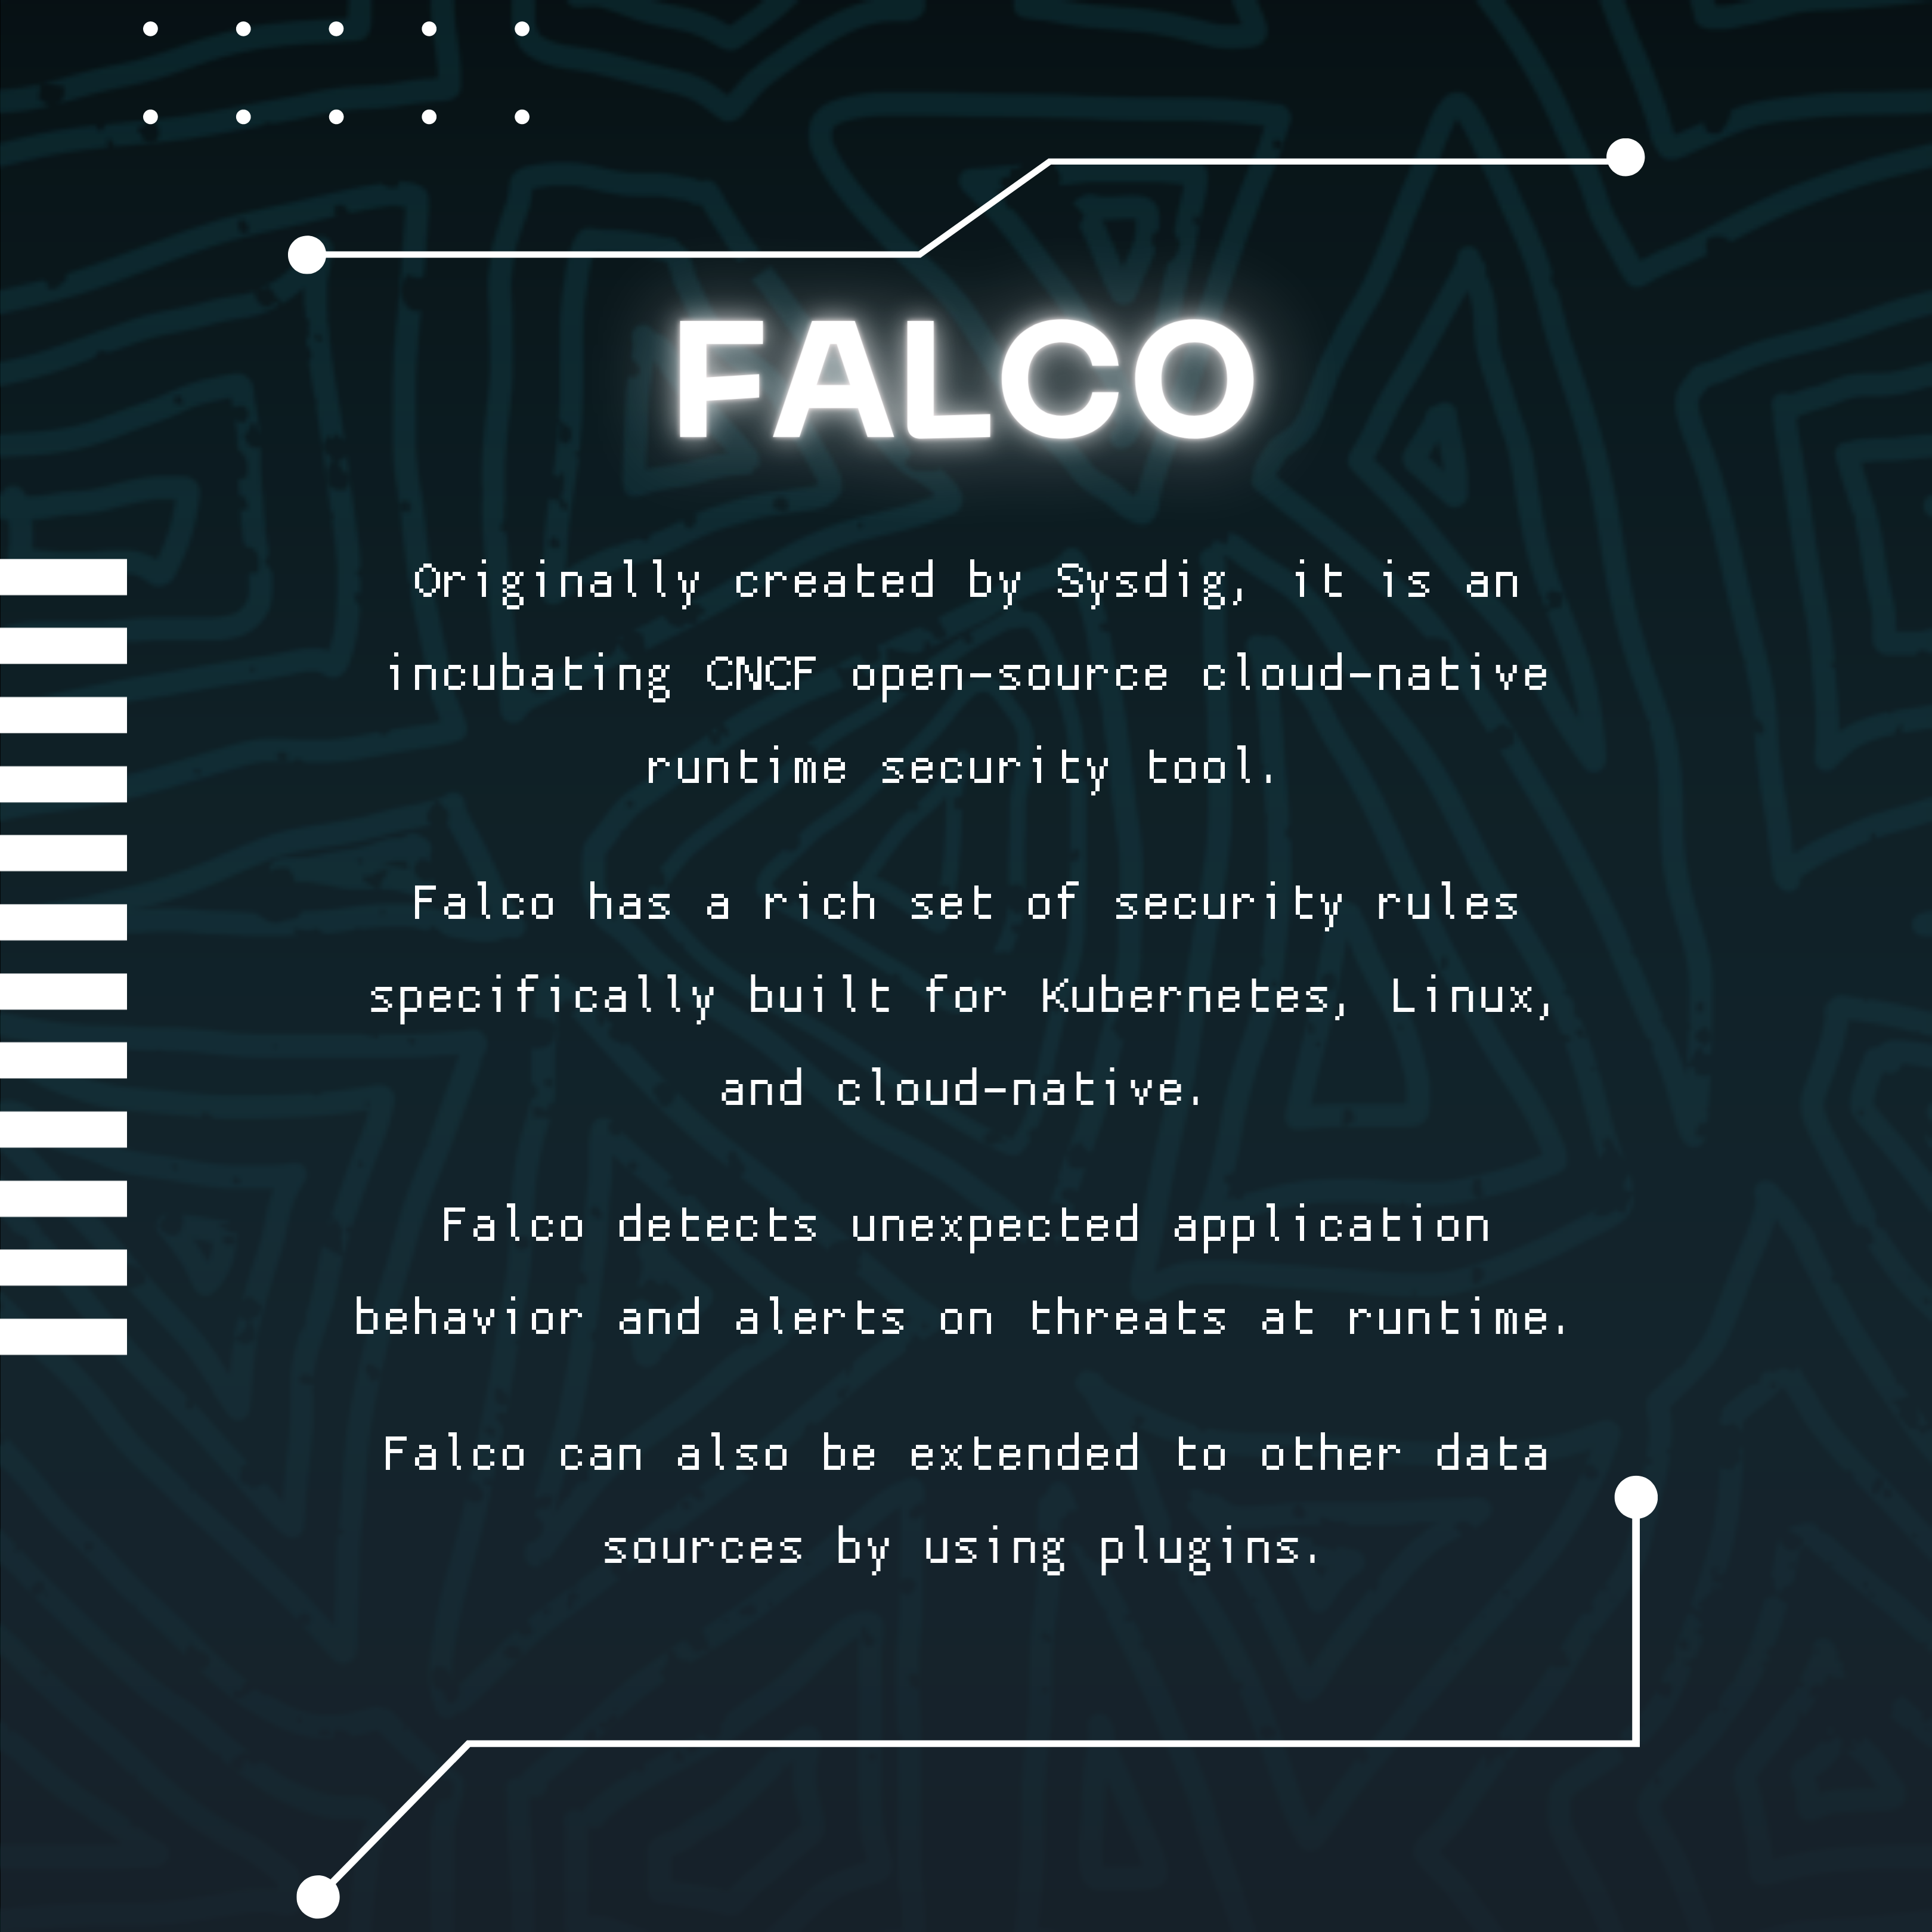 FALCO
Originally created by Sysdig, it is an
incubating CNCF open-source cloud-native
runtime security tool.
Falco has a rich set of security rules
specifically built for Kubernetes, Linux,
and cloud-native.
Falco detects unexpected application
behavior and alerts on threats at runtime.
Falco can also be extended to other data
sources by using plugins.